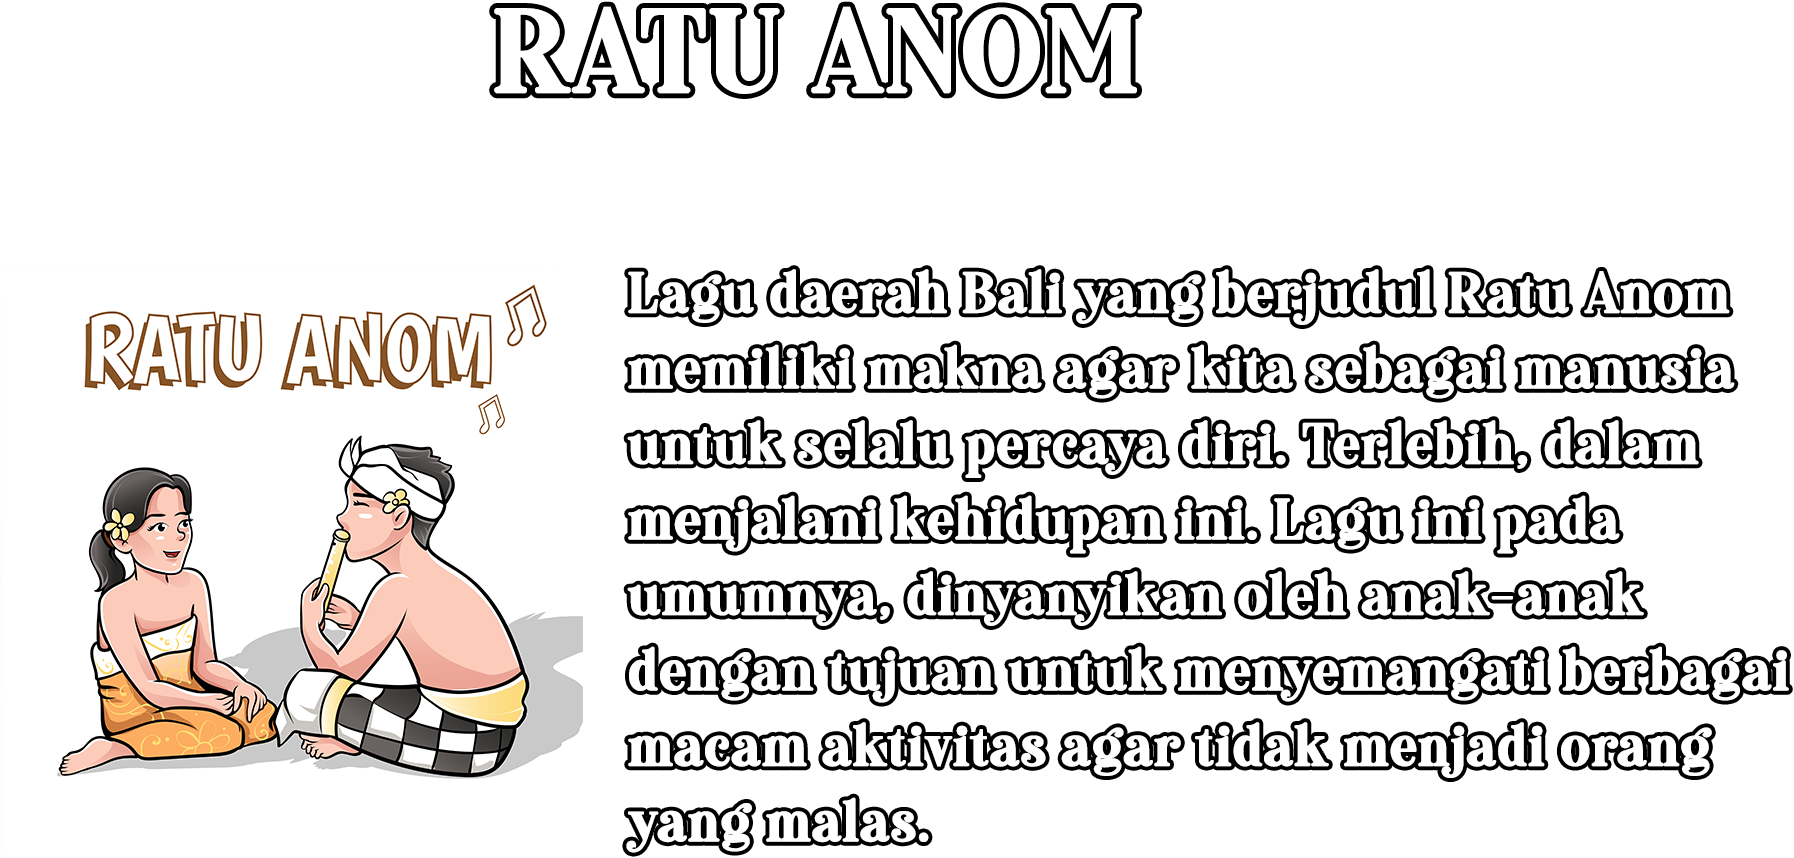 RATU ANOM
RATU ANOM
Lagu daerah Bali yang berjudul Ratu Anom
memiliki makna agar kita sebagai manusia
untuk selalu percaya diri. Terlebih, dalam
menjalani kehidupan ini. Lagu ini pada
umumnya, dinyanyikan oleh anak-anak
dengan tujuan untuk menyemangati berbagai
macam aktivitas agar tidak menjadi orang
yang malas.